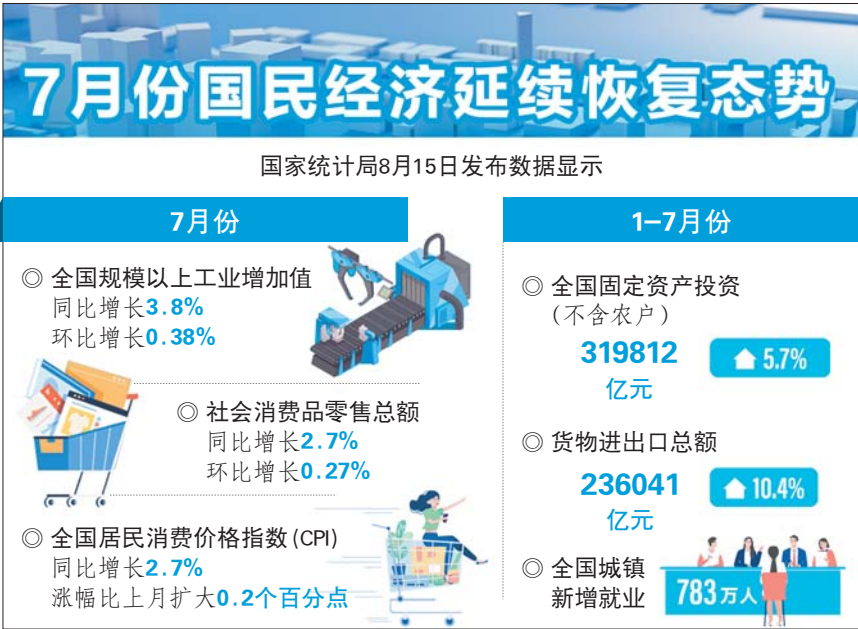 7月份国民经济延续恢复态势
国家统计局8月15日发布数据显示
7月份
◎ 全国规模以上工业增加值
同比增长3.8%
环比增长0.38%
◎ 社会消费品零售总额
同比增长2.7%
环比增长0.27%
◎ 全国居民消费价格指数(CPI)
同比增长2.7%
涨幅比上月扩大0.2个百分点
1–7月份
◎ 全国固定资产投资
(不含农户)
319812
5.7%
亿元
◎ 货物进出口总额
236041
10.4%
亿元
◎ 全国城镇
新增就业
783万人